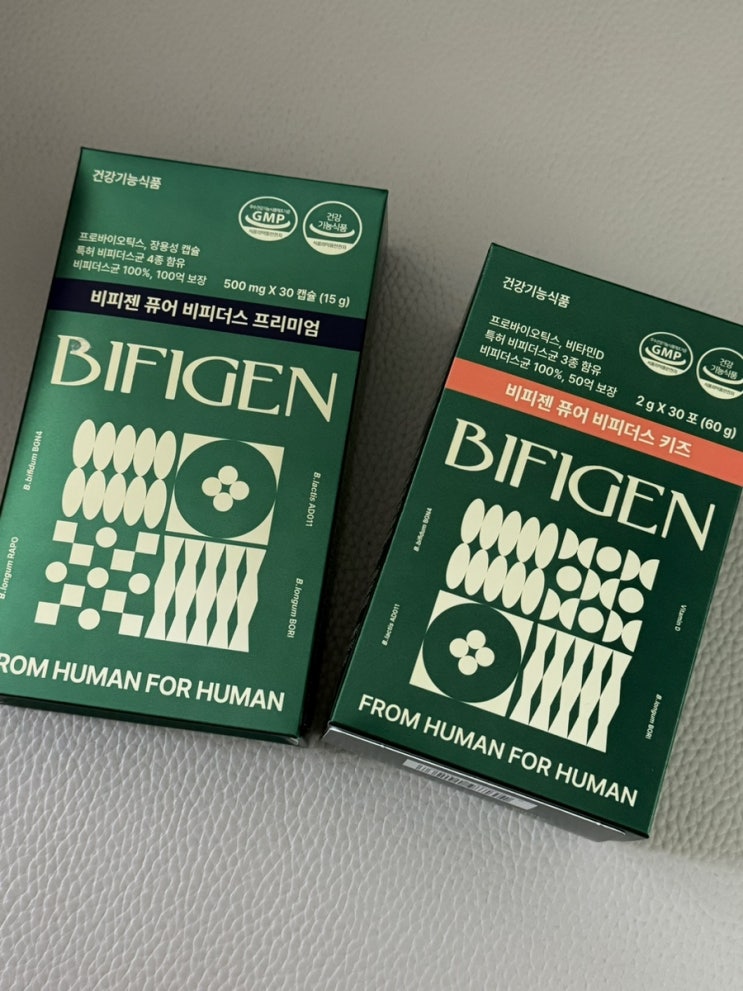 건강기능식품
GMP
건강
기능식품
식품의약품안전처
프로바이오틱스, 장용성 캡슐
특허 비피더스균 4종 함유
비피더스균 100%, 100억 보장
500 mg X 30 캡슐 (15 g)
비피젠 퓨어 비피더스 프리미엄
BIFIGEN
B.bifidum BGN4
B.lactis AD011
B.longum RAPO
B.longum BORI
FROM HUMAN FOR HUMAN
건강기능식품
GMP
건강
기능식품
프로바이오틱스, 비타민D
특허 비피더스균 3종 함유
비피더스균 100%, 50억 보장
2 g X 30 포 (60 g)
비피젠 퓨어 비피더스 키즈
BIFIGEN
B.bifidum BGN4
Vitamin D
B.lactis AD011
B.longum BORI
FROM HUMAN FOR HUMAN